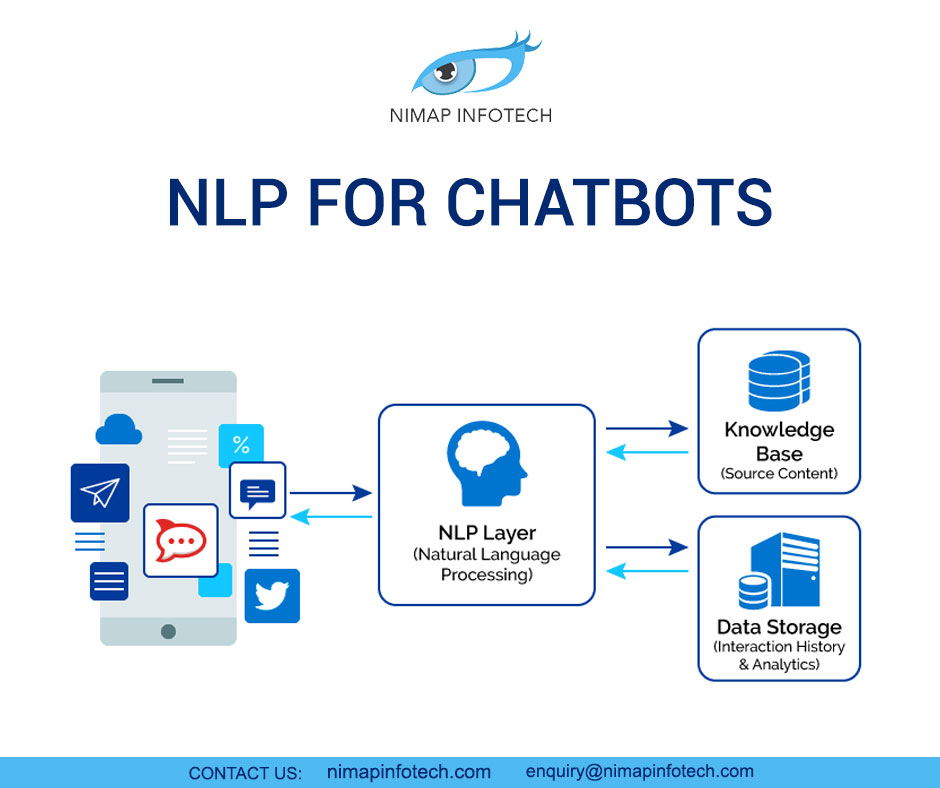 NIMAP INFOTECH
NLP FOR CHATBOTS
%
NLP Layer
(Natural Language
Processing)
Knowledge
Base
(Source Content)
Data Storage
(Interaction History
& Analytics)
CONTACT US: nimapinfotech.com enquiry@nimapinfotech.com